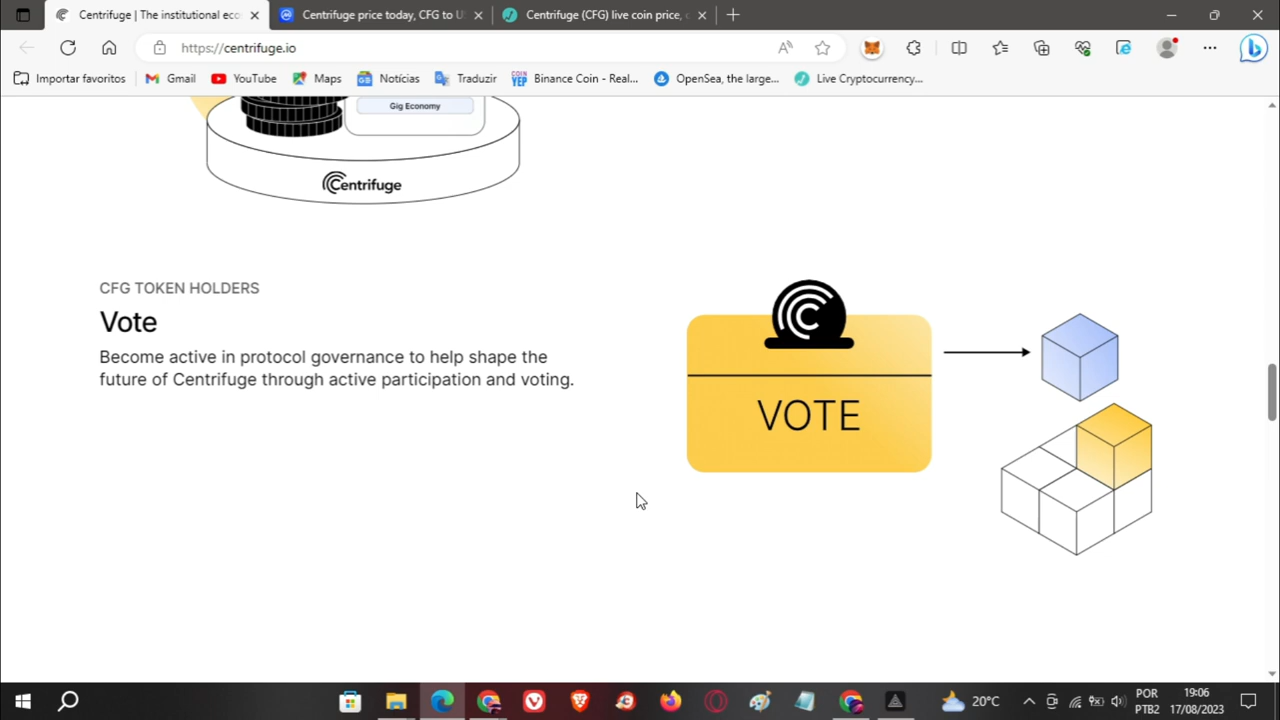 Centrifuge | The institutional eco
Centrifuge price today, CFG to U
Centrifuge (CFG) live coin price,
https://centrifuge.io
Importar favoritos
Gmail
YouTube
Maps
Notícias
Traduzir
COIN YEP
Binance Coin - Real...
OpenSea, the large...
Live Cryptocurrency...
Gig Economy
Centrifuge
CFG TOKEN HOLDERS
Vote
Become active in protocol governance to help shape the
future of Centrifuge through active participation and voting.
VOTE
20°C
POR
PTB2
19:06
17/08/2023